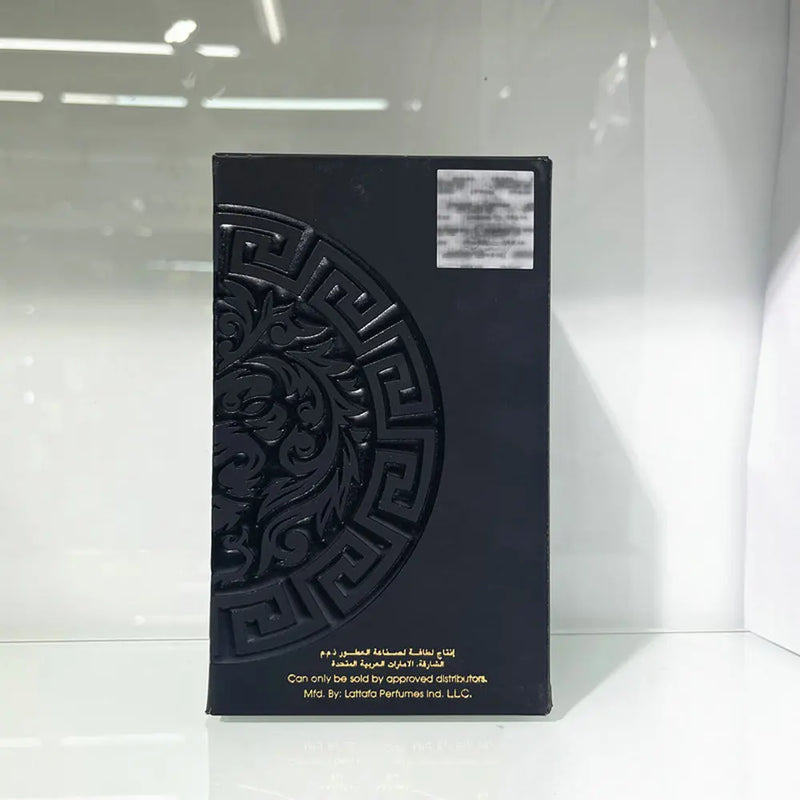 إنتاج لطافة لصناعة العطور ذ.م.م
الشارقة، الامارات العربية المتحدة
Can only be sold by approved distributors.
Mfd. By: Lattafa Perfumes Ind. L.L.C.